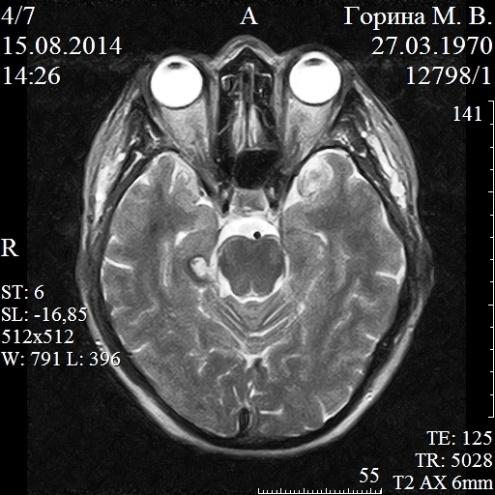 4/7
A
Горина М. В.
15.08.2014
27.03.1970
14:26
12798/1
141
R
ST: 6
SL: -16,85
512x512
W: 791 L: 396
TE: 125
TR: 5028
55
T2 AX 6mm